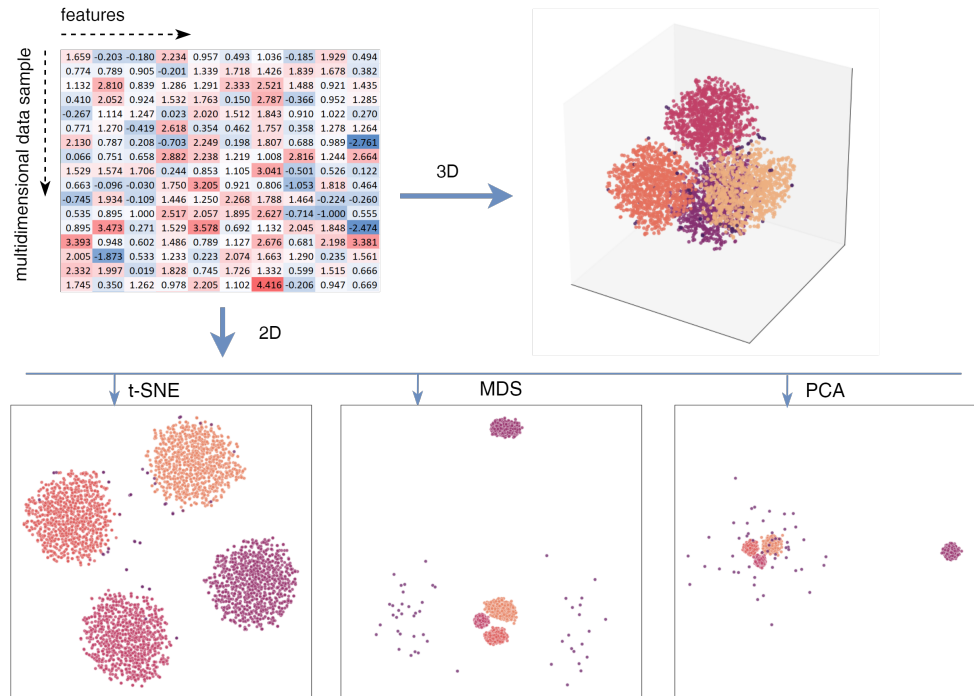 features
multidimensional data sample
1.659 -0.203 -0.180 2.234 0.957 0.493 1.036 -0.185 1.929 0.494
0.774 0.789 0.905 -0.201 1.339 1.718 1.426 1.839 1.678 0.382
1.132 2.810 0.839 1.286 1.291 2.333 2.521 1.488 0.921 1.435
0.410 2.052 0.924 1.532 1.763 0.150 2.787 -0.366 0.952 1.285
-0.267 1.114 1.247 0.023 2.020 1.512 1.843 0.910 1.022 0.270
0.771 1.270 -0.419 2.618 0.354 0.462 1.757 0.358 1.278 1.264
2.130 0.787 0.208 -0.703 2.249 0.198 1.807 0.688 0.989 -2.761
0.066 0.751 0.658 2.882 2.238 1.219 1.008 2.816 1.244 2.664
1.529 1.574 1.706 0.244 0.853 1.105 3.041 -0.501 0.526 0.122
0.663 -0.096 -0.030 1.750 3.205 0.921 0.806 -1.053 1.818 0.464
-0.745 1.934 -0.109 1.446 1.250 2.268 1.788 1.464 -0.224 -0.260
0.535 0.895 1.000 2.517 2.057 1.895 2.627 -0.714 -1.000 0.555
0.895 3.473 0.271 1.529 3.578 0.692 1.132 2.045 1.848 -2.474
3.393 0.948 0.602 1.486 0.789 1.127 2.676 0.681 2.198 3.381
2.005 -1.873 0.533 1.233 0.223 2.074 1.663 1.290 0.235 1.561
2.332 1.997 0.019 1.828 0.745 1.726 1.332 0.599 1.515 0.666
1.745 0.350 1.262 0.978 2.205 1.102 4.416 -0.206 0.947 0.669
3D
2D
t-SNE
MDS
PCA